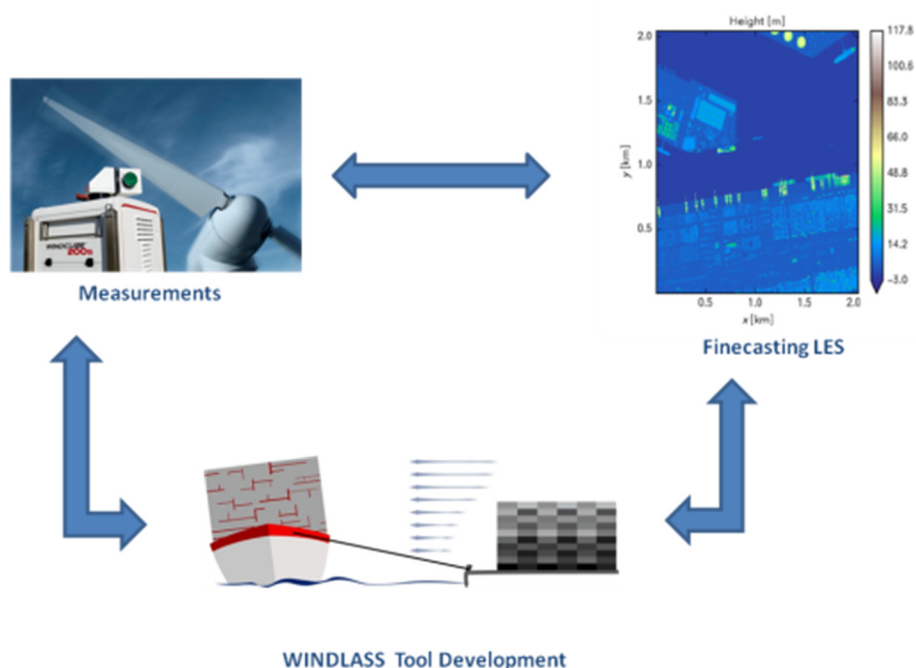 Height [m]
2.0
1.5
1.0
0.5
y [km]
0.5 1.0 1.5 2.0
x [km]
117.8
100.6
83.3
66.0
48.8
31.5
14.2
−3.0
WINDCUBE
200S
Measurements
Finecasting LES
WINDLASS Tool Development